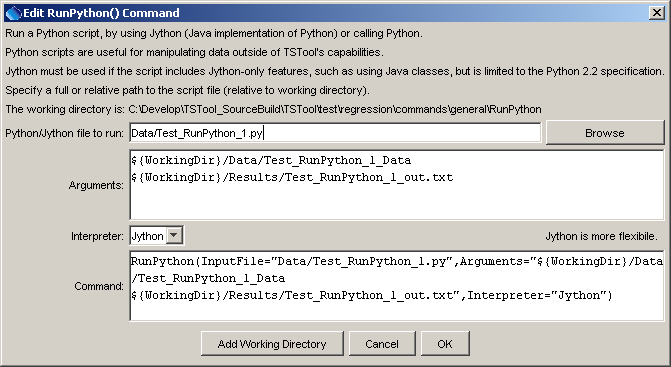 Edit RunPython() Command
Run a Python script, by using Jython (Java implementation of Python) or calling Python.
Python scripts are useful for manipulating data outside of TSTool's capabilities.
Jython must be used if the script includes Jython-only features, such as using Java classes, but is limited to the Python 2.2 specification.
Specify a full or relative path to the script file (relative to working directory).
The working directory is: C:\Develop\TSTool_SourceBuild\TSTool\test\regression\commands\general\RunPython
Python/Jython file to run: Data/Test_RunPython_1.py Browse
Arguments: ${WorkingDir}/Data/Test_RunPython_1_Data
${WorkingDir}/Results/Test_RunPython_1_out.txt
Interpreter: Jython Jython is more flexibile.
Command: RunPython(InputFile="Data/Test_RunPython_1.py",Arguments="${WorkingDir}/Data
/Test_RunPython_1_Data
${WorkingDir}/Results/Test_RunPython_1_out.txt",Interpreter="Jython")
Add Working Directory Cancel OK